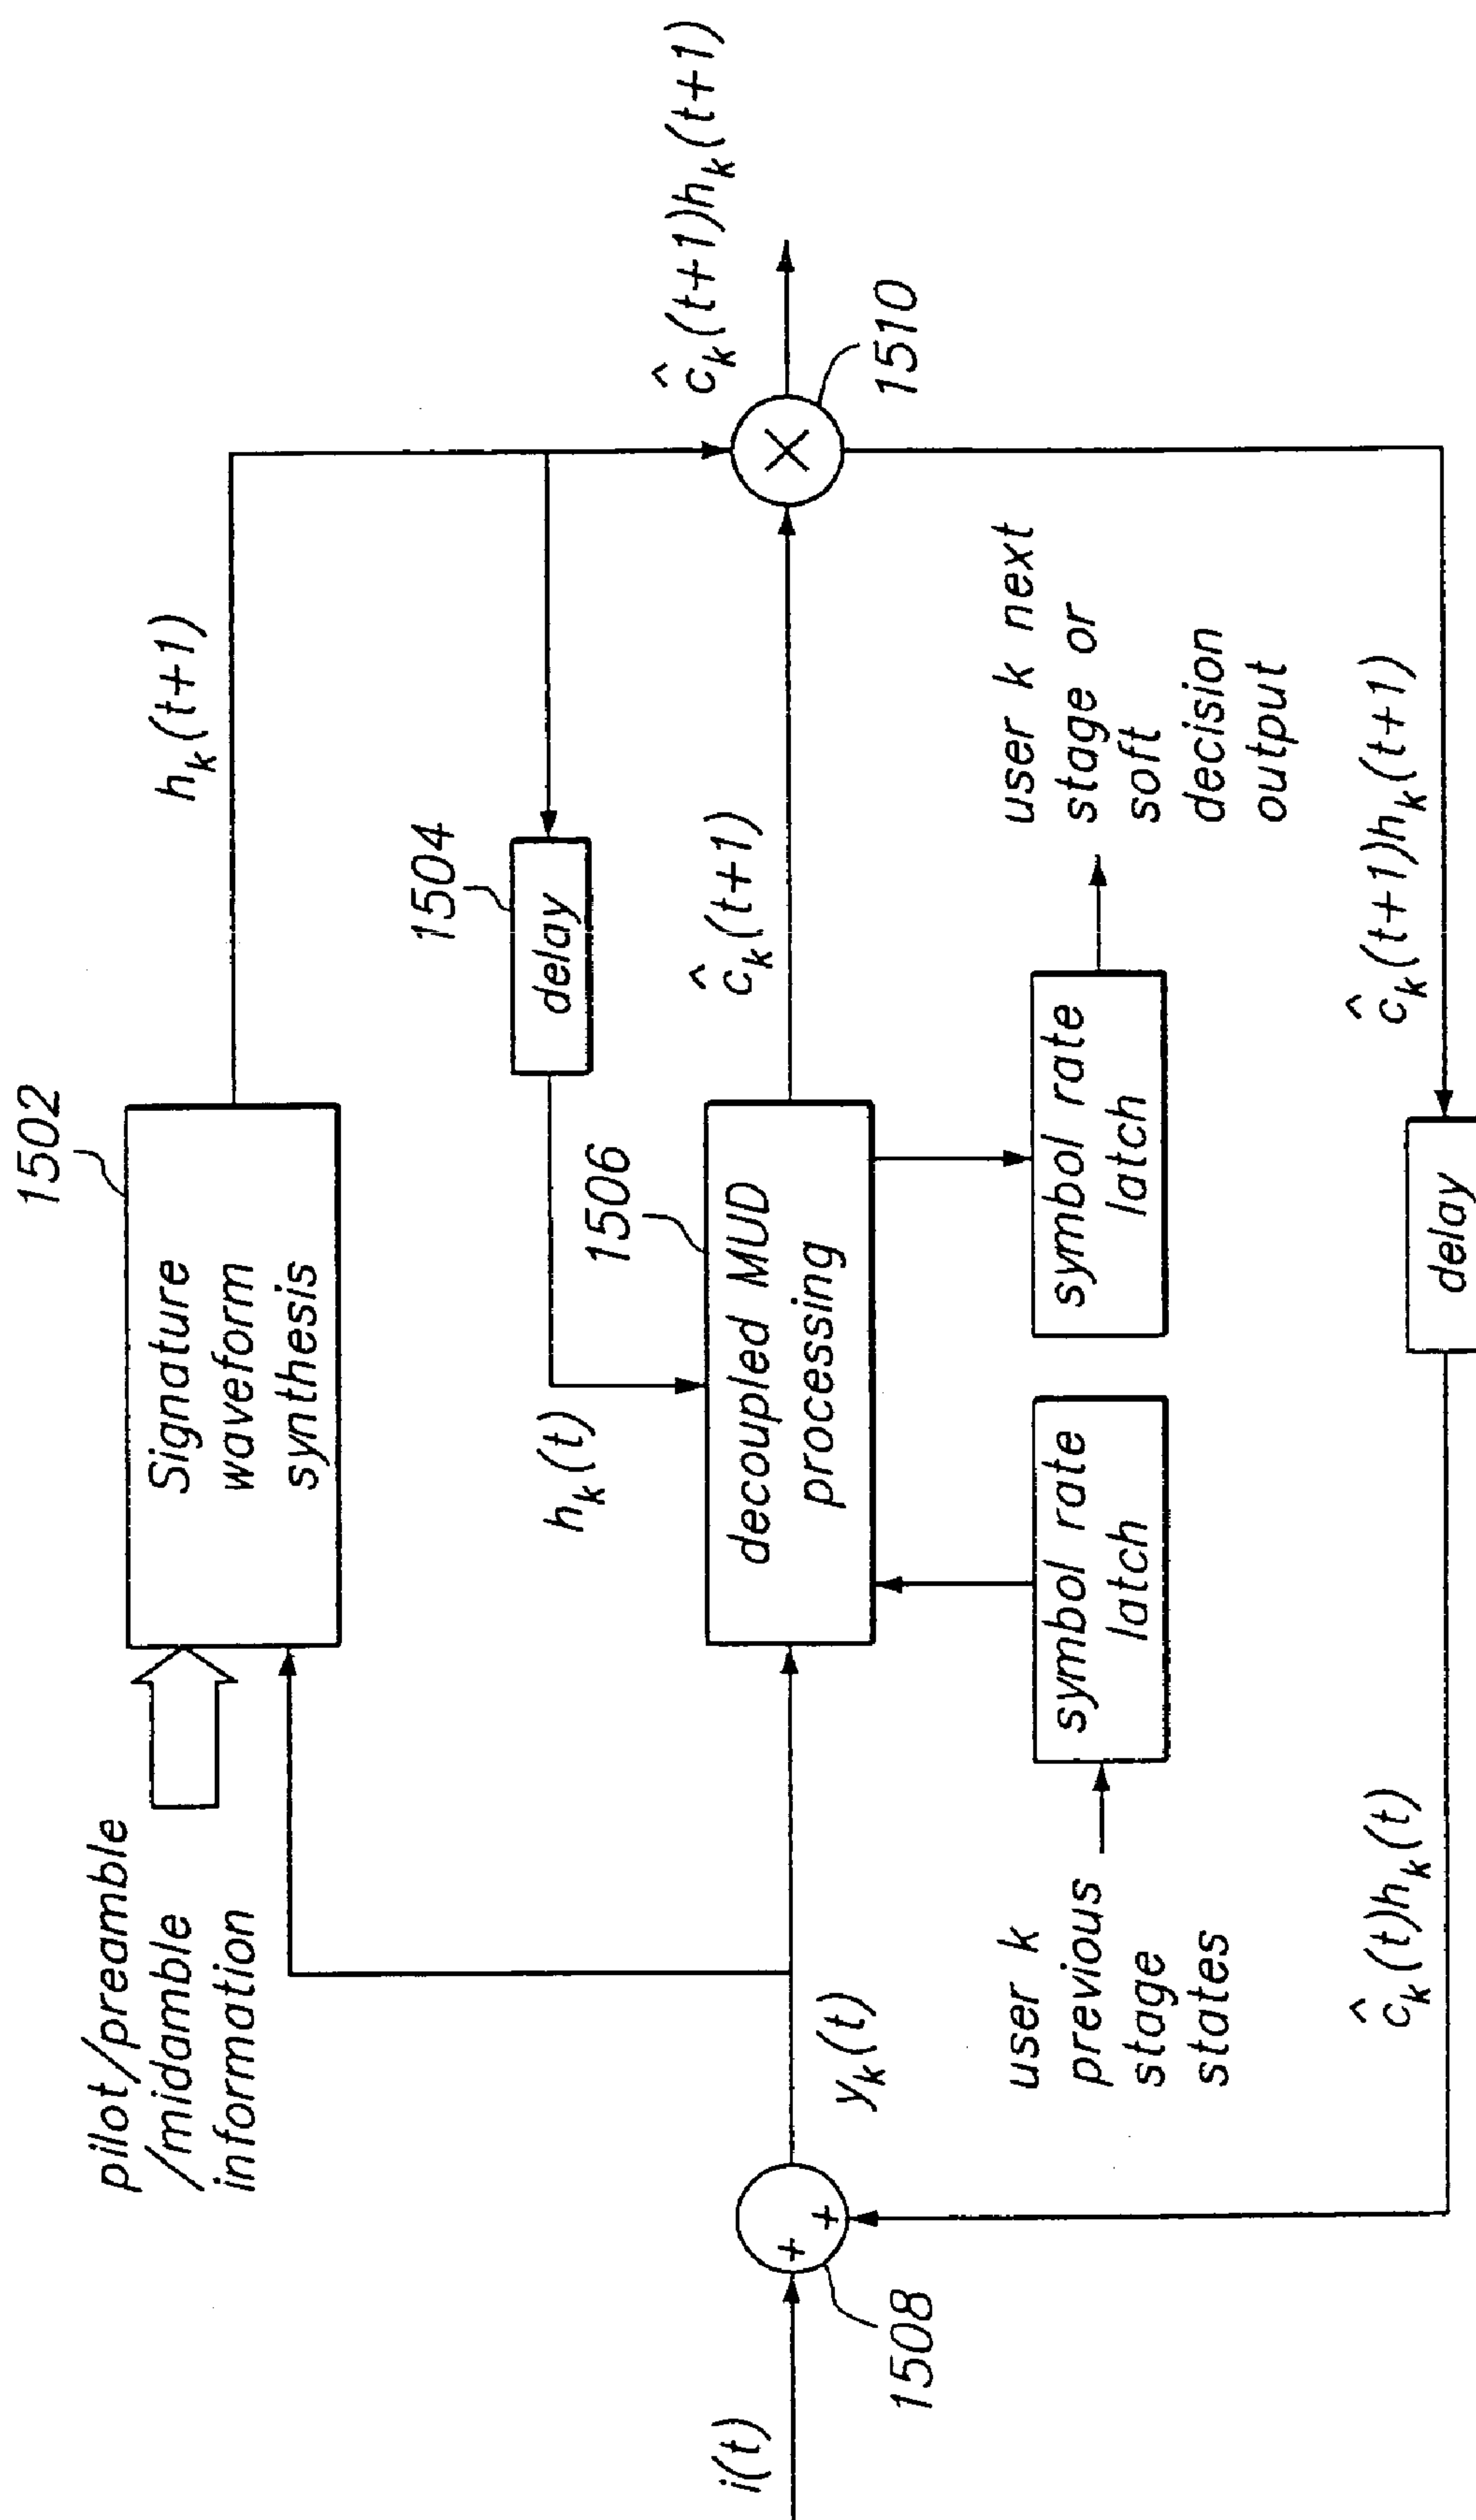 1502
pilot/preamble
/midamble
information
Signature
waveform
synthesis
h_k(t+1)
1504
delay
h_k(t)
1506
decoupled MUD
processing
ĉ_k(t+1)
ĉ_k(t+1)h_k(t+1)
1510
i(t)
+
+
1508
y_k(t)
×
user k
previous
stage
states
symbol rate
latch
symbol rate
latch
user k next
stage or
soft
decision
output
ĉ_k(t)h_k(t)
delay
ĉ_k(t+1)h_k(t+1)